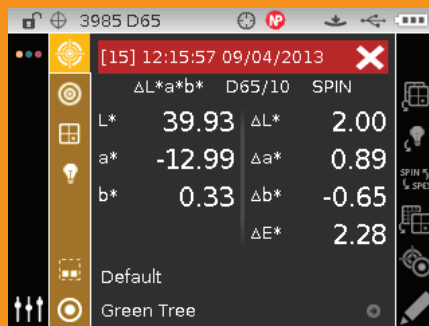 3985 D65 NP
[15] 12:15:57 09/04/2013
ΔL*a*b* D65/10 SPIN
L* 39.93 ΔL* 2.00
a* -12.99 Δa* 0.89
b* 0.33 Δb* -0.65
ΔE* 2.28
Default
Green Tree
SPIN
SPEX